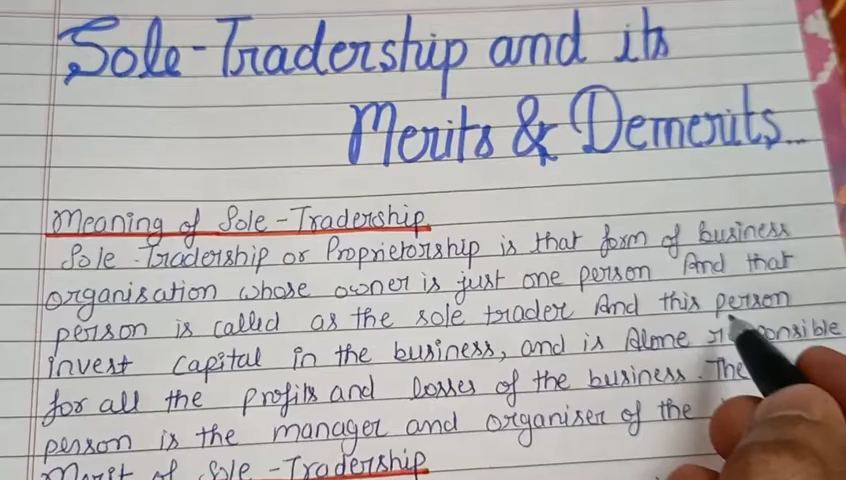 Sole-Tradership and its
Merits & Demerits...
Meaning of Sole-Tradership
Sole-Tradership or Proprietorship is that form of business
organisation whose owner is just one person And that
person is called as the sole trader And this person
invest capital in the business, and is Alone responsible
for all the profits and losses of the business. The
person is the manager and organiser of the
Merit of Sole-Tradership